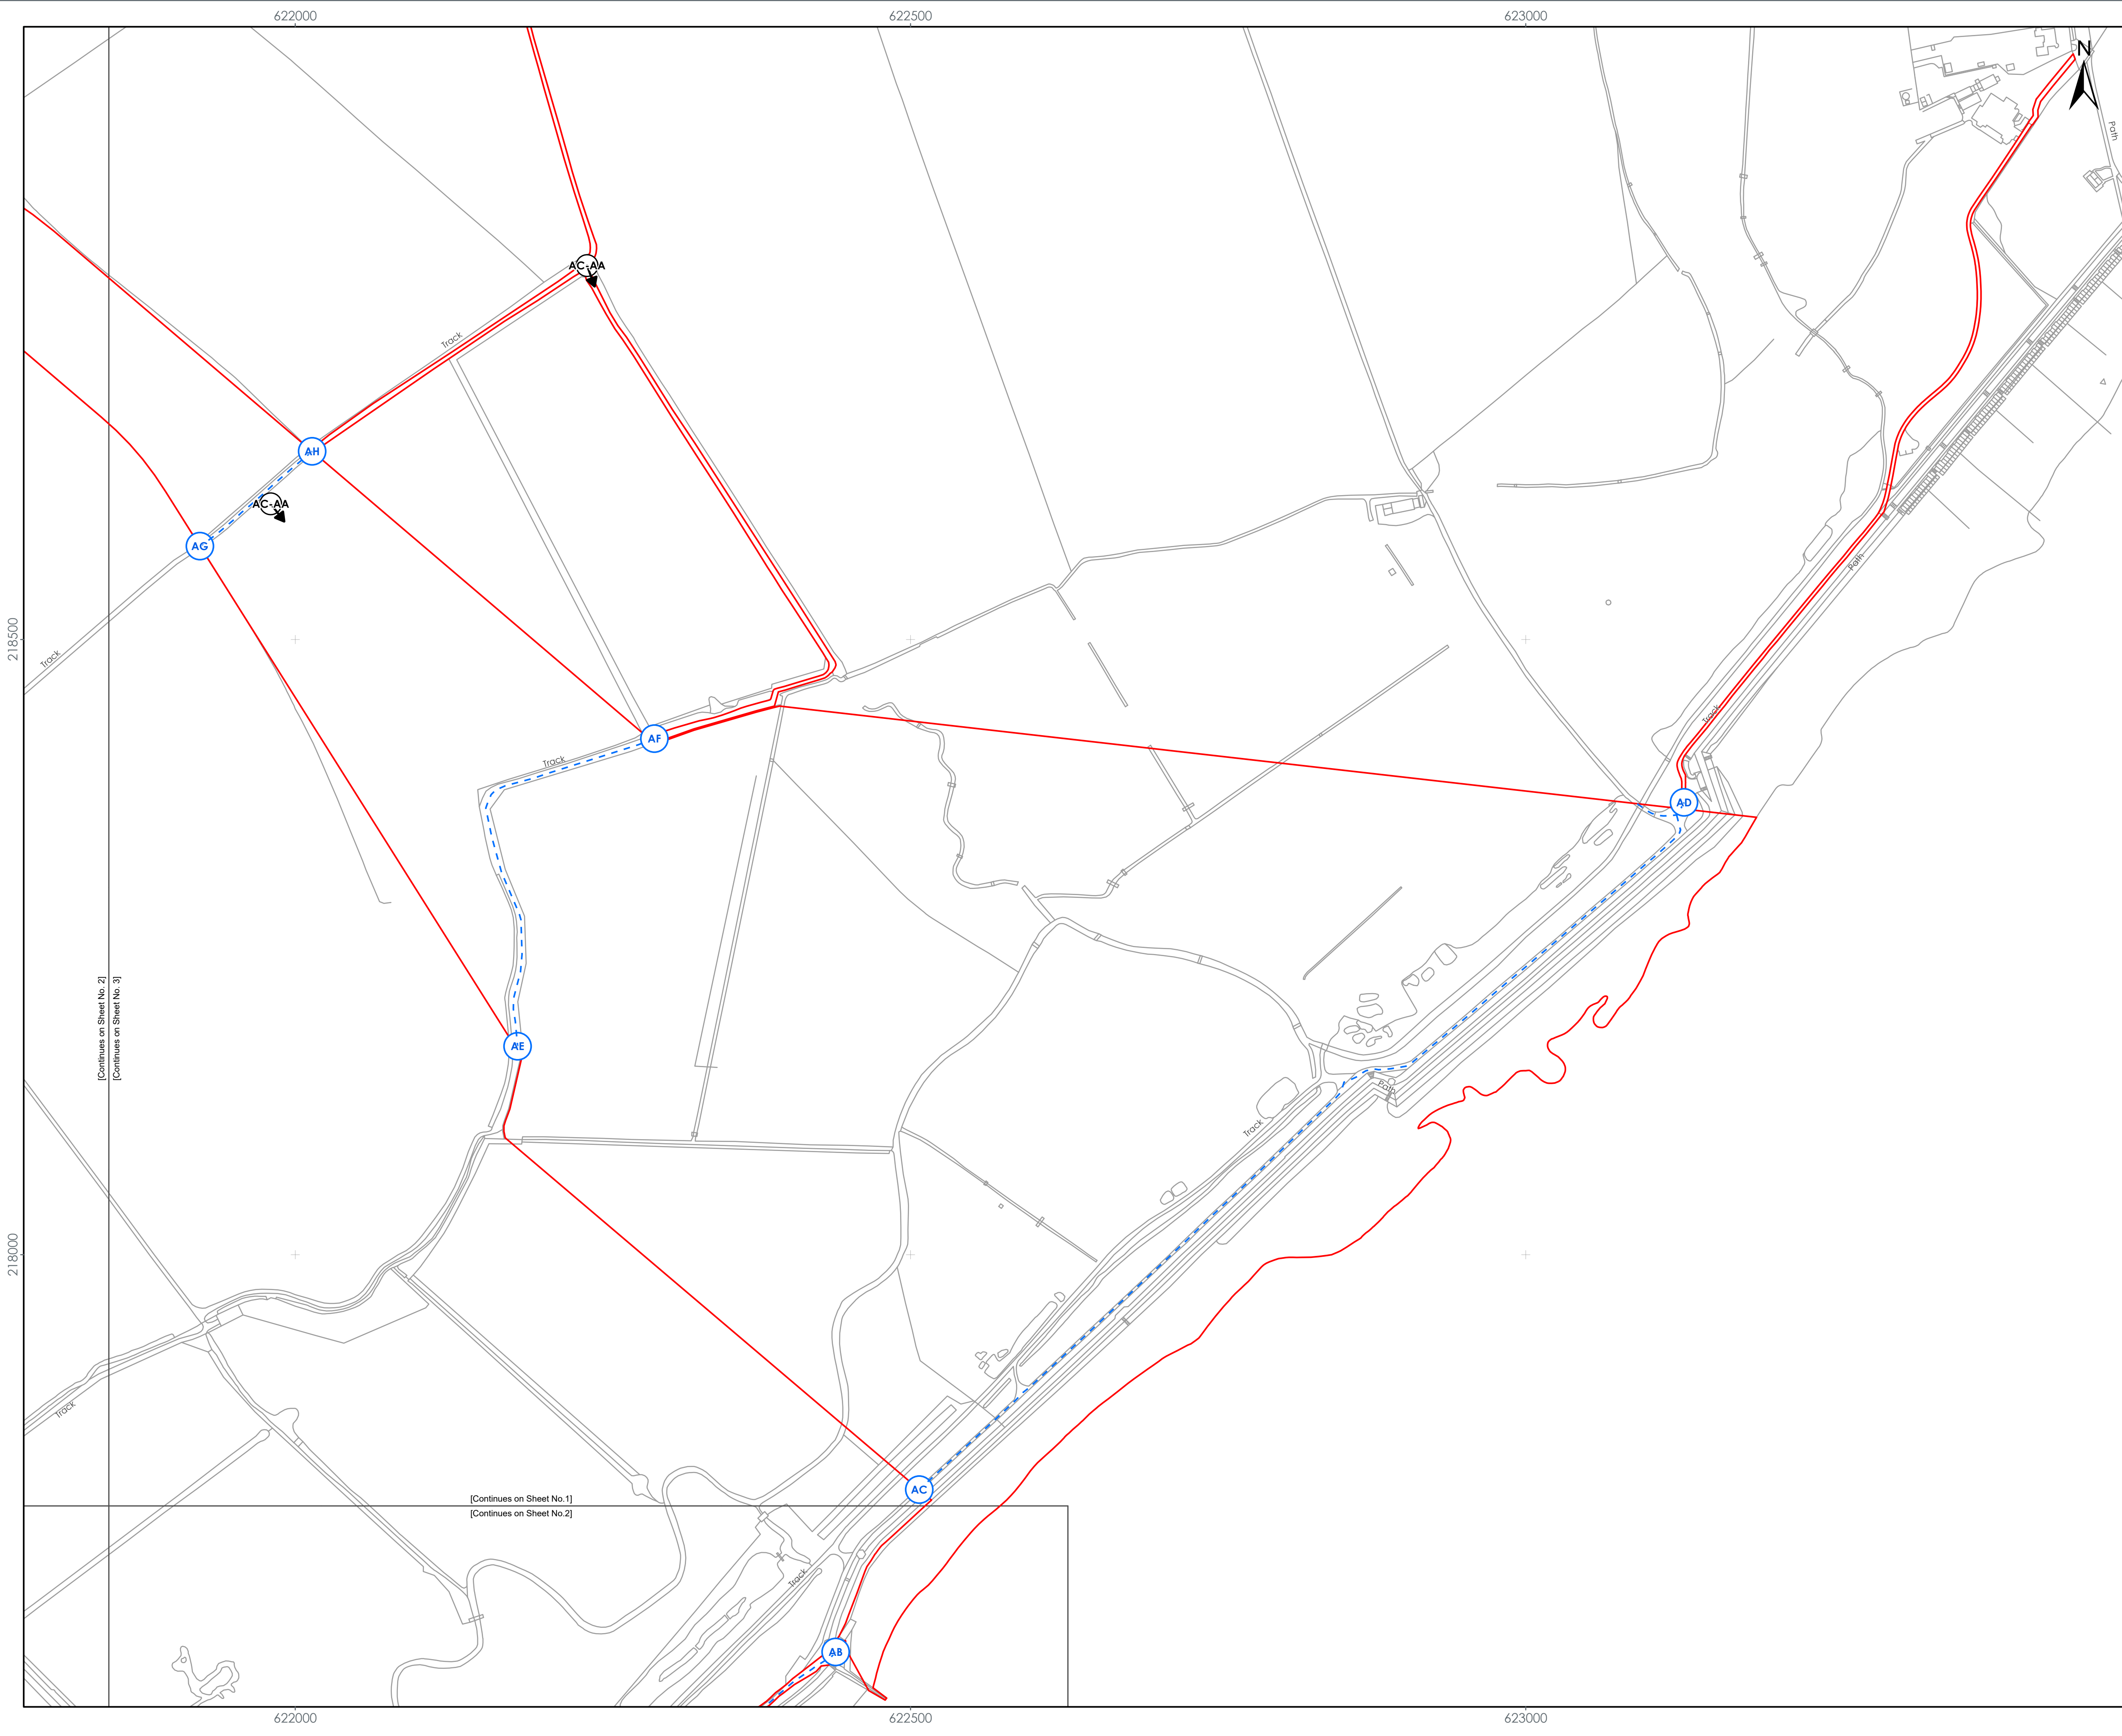 622000
622500
623000
N
Path
AC-AA
Track
AH
AC-AA
AG
Path
218500
Track
Track
AF
Track
AD
[Continues on Sheet No. 2]
[Continues on Sheet No. 3]
AE
Path
Track
218000
Track
AC
[Continues on Sheet No.1]
[Continues on Sheet No.2]
Track
AB
622000
622500
623000